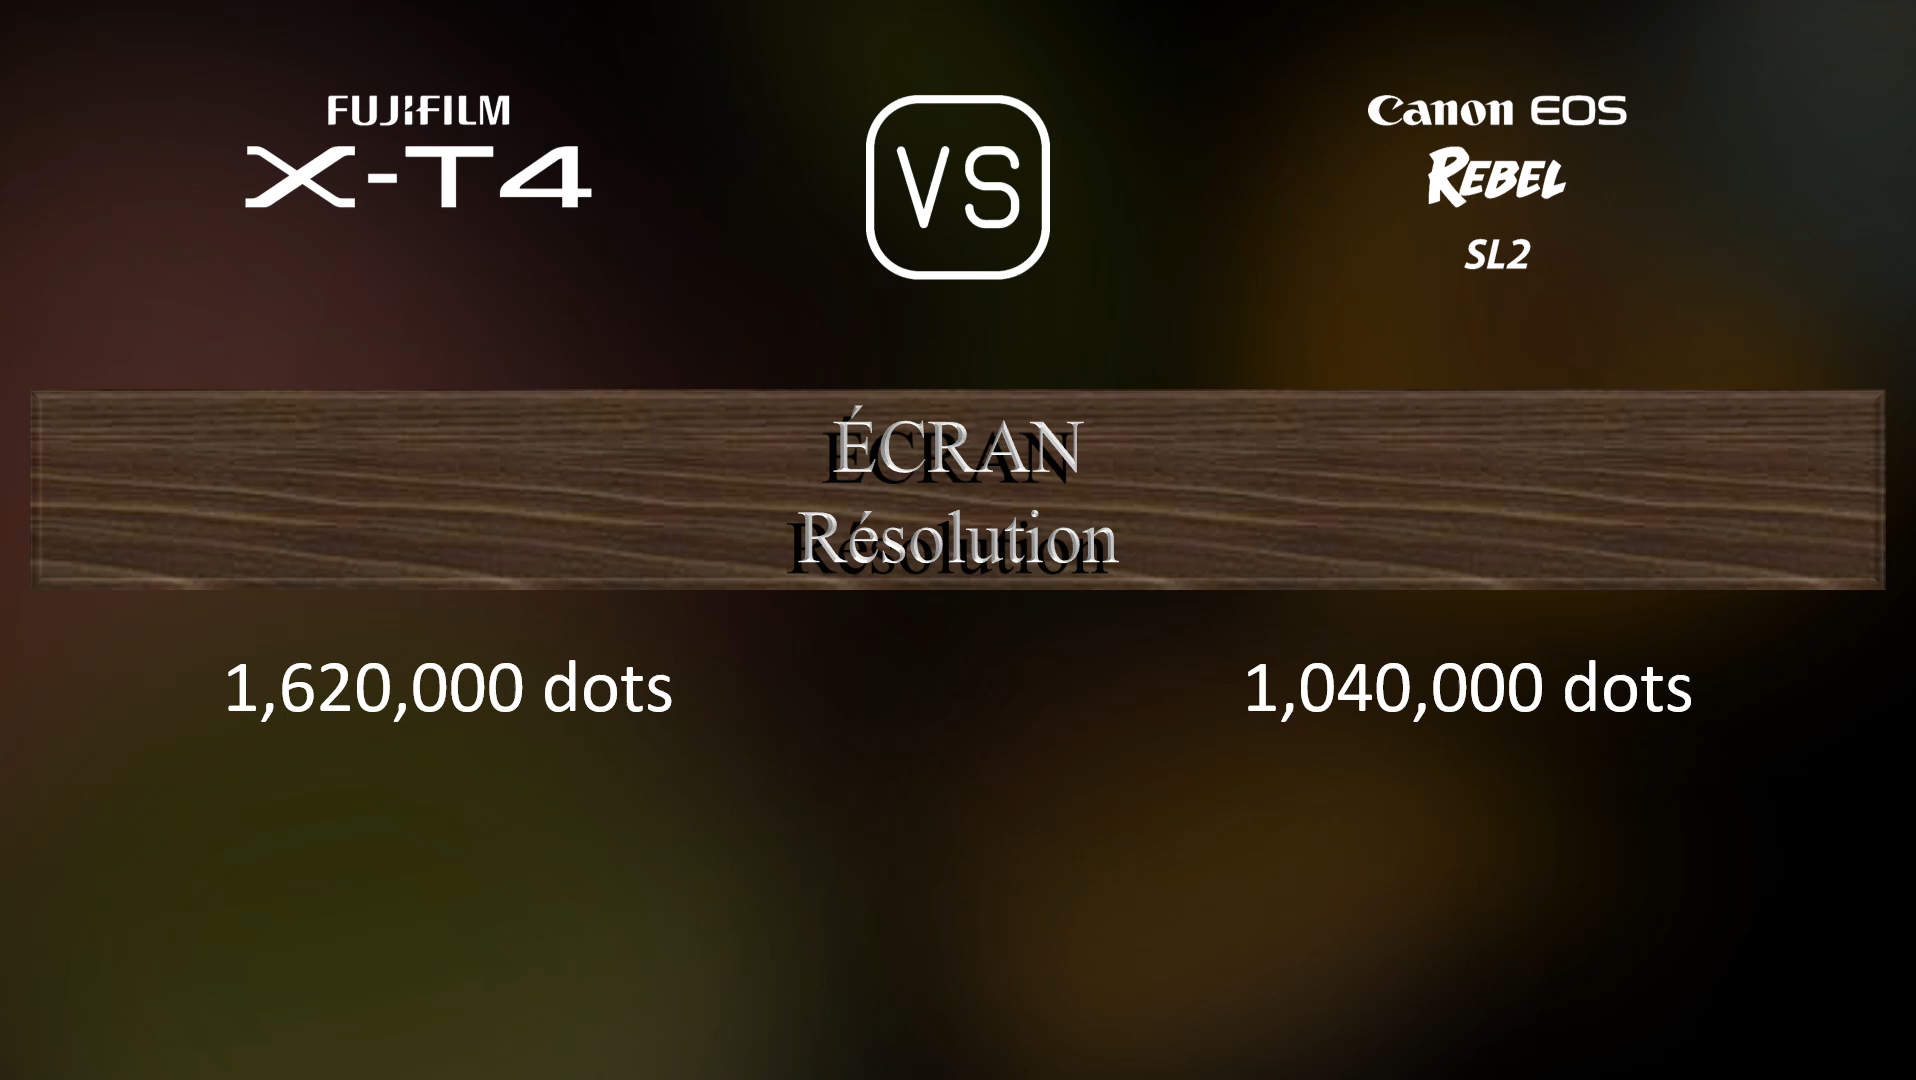 FUJIFILM
X-T4
VS
Canon EOS
REBEL
SL2
ÉCRAN
Résolution
1,620,000 dots
1,040,000 dots